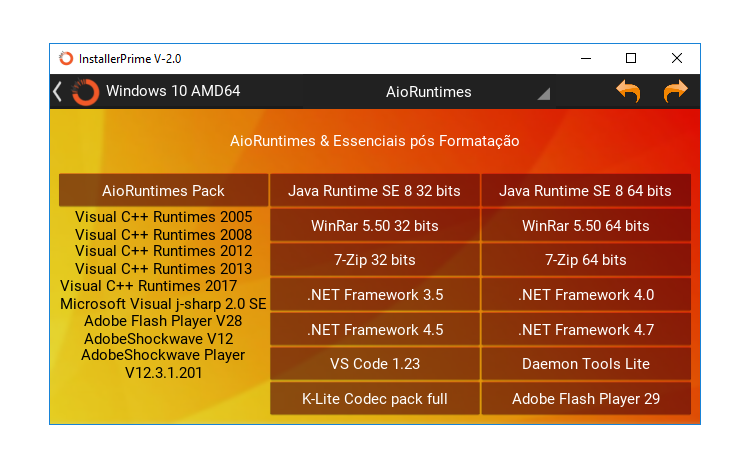 InstallerPrime V-2.0
Windows 10 AMD64
AioRuntimes
AioRuntimes & Essenciais pós Formatação
AioRuntimes Pack
Visual C++ Runtimes 2005
Visual C++ Runtimes 2008
Visual C++ Runtimes 2012
Visual C++ Runtimes 2013
Visual C++ Runtimes 2017
Microsoft Visual j-sharp 2.0 SE
Adobe Flash Player V28
AdobeShockwave V12
AdobeShockwave Player
V12.3.1.201
Java Runtime SE 8 32 bits
Java Runtime SE 8 64 bits
WinRar 5.50 32 bits
WinRar 5.50 64 bits
7-Zip 32 bits
7-Zip 64 bits
.NET Framework 3.5
.NET Framework 4.0
.NET Framework 4.5
.NET Framework 4.7
VS Code 1.23
Daemon Tools Lite
K-Lite Codec pack full
Adobe Flash Player 29